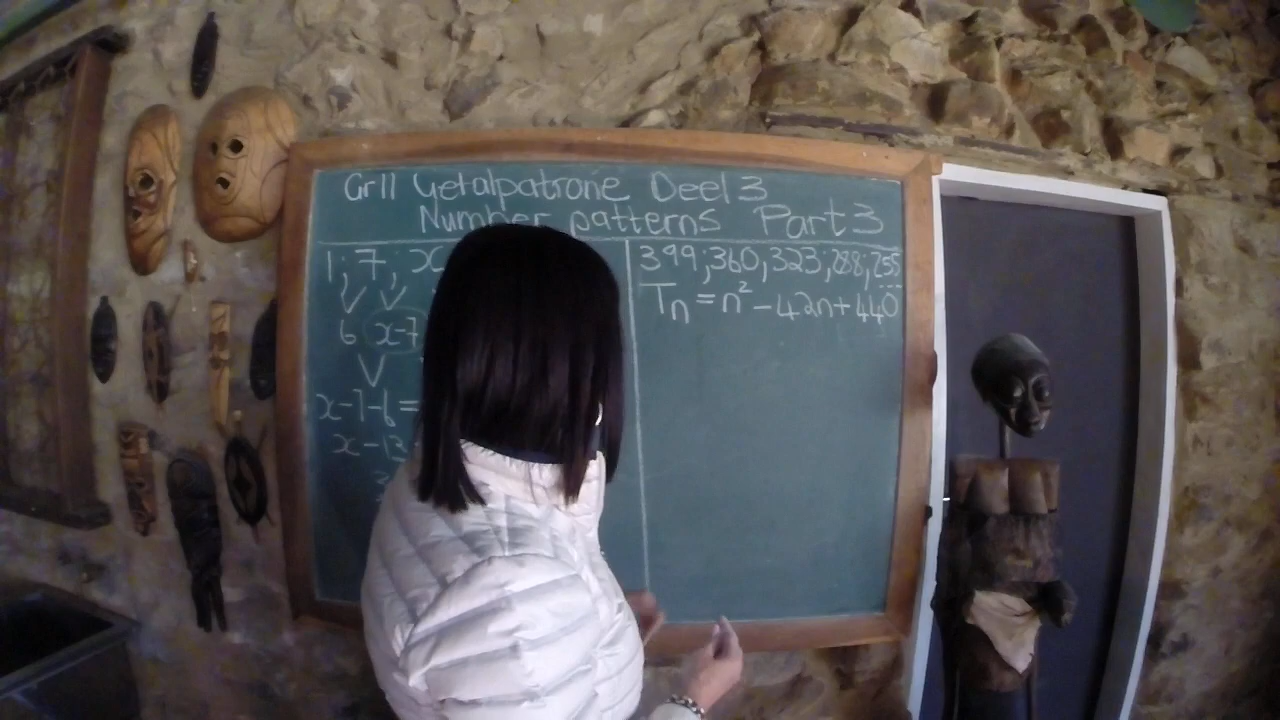 Gr11 Getalpatrone Deel 3
Number patterns Part 3
1; 7; x
6 x-7
x-7-6=
x-13
399;360;323;288;255
Tn = n² - 42n + 440